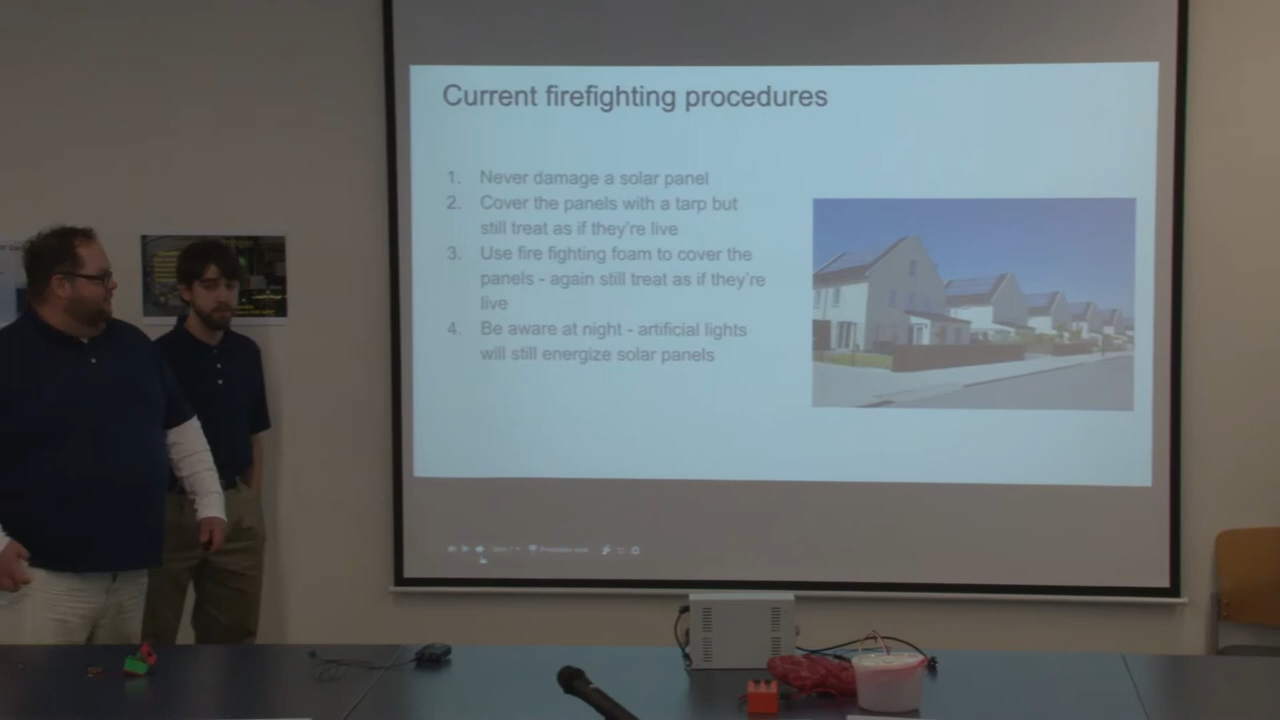 Current firefighting procedures
1. Never damage a solar panel
2. Cover the panels with a tarp but
still treat as if they're live
3. Use fire fighting foam to cover the
panels - again still treat as if they're
live
4. Be aware at night - artificial lights
will still energize solar panels